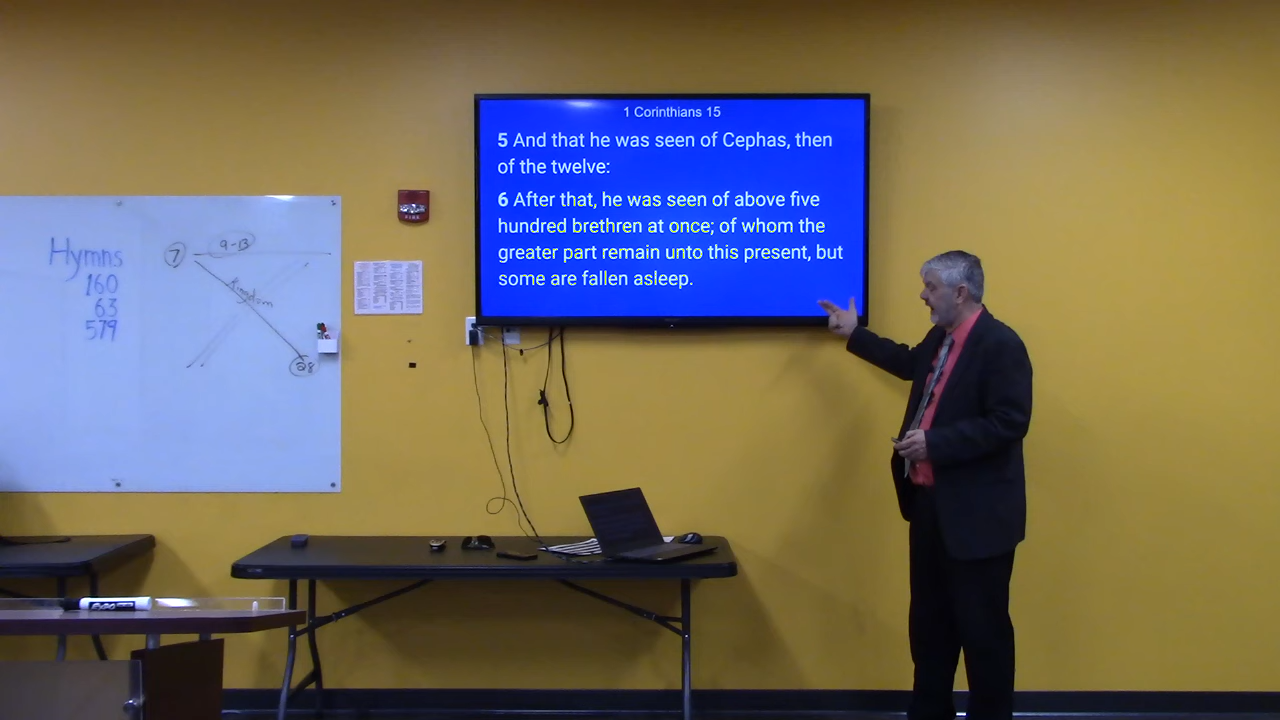 1 Corinthians 15
5 And that he was seen of Cephas, then
of the twelve:
6 After that, he was seen of above five
hundred brethren at once; of whom the
greater part remain unto this present, but
some are fallen asleep.
Hymns
160
63
579
7
9-13
Kingdom
28
FIRE